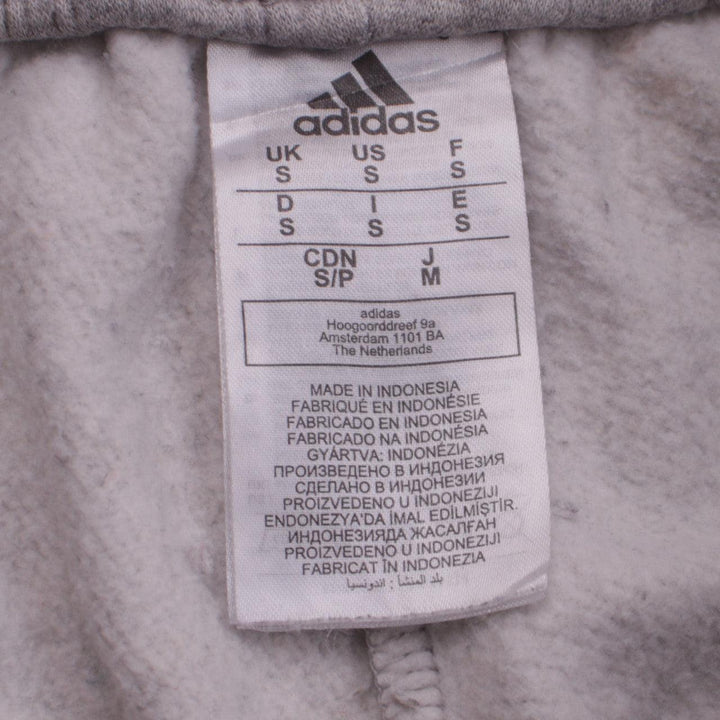 adidas
UK US F
S S S
D I E
S S S
CDN J
S/P M
adidas
Hoogoorddreef 9a
Amsterdam 1101 BA
The Netherlands
MADE IN INDONESIA
FABRIQUÉ EN INDONÉSIE
FABRICADO EN INDONESIA
FABRICADO NA INDONÉSIA
GYÁRTVA: INDONÉZIA
ПРОИЗВЕДЕНО В ИНДОНЕЗИЯ
СДЕЛАНО В ИНДОНЕЗИИ
PROIZVEDENO U INDONEZIJI
ENDONEZYA'DA İMAL EDİLMİŞTİR.
ИНДОНЕЗИЯДА ЖАСАЛҒАН
PROIZVEDENO U INDONEZIJI
FABRICAT ÎN INDONEZIA
بلد المنشأ : اندونسيا